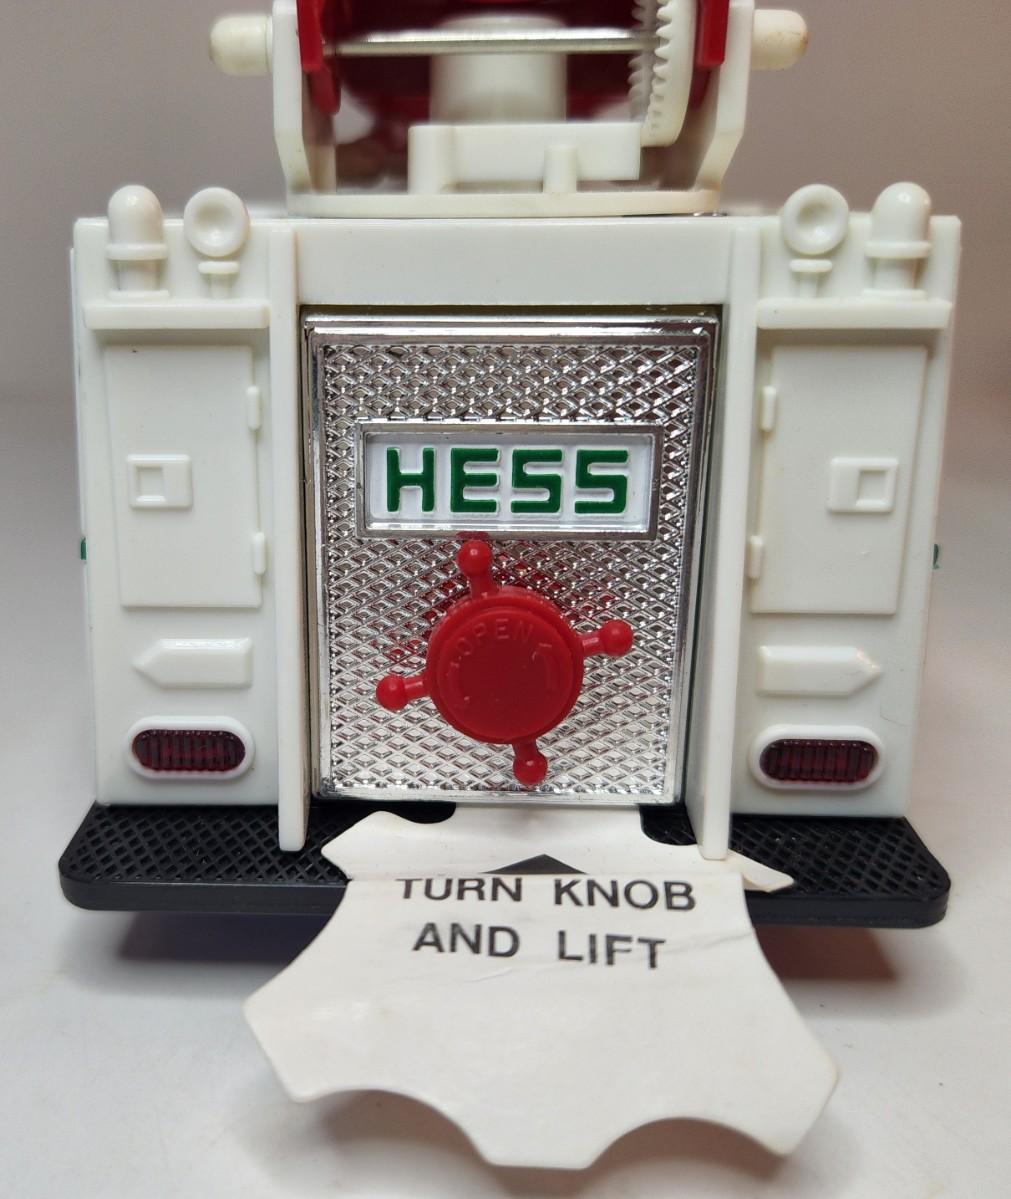 HESS
OPEN
TURN KNOB
AND LIFT